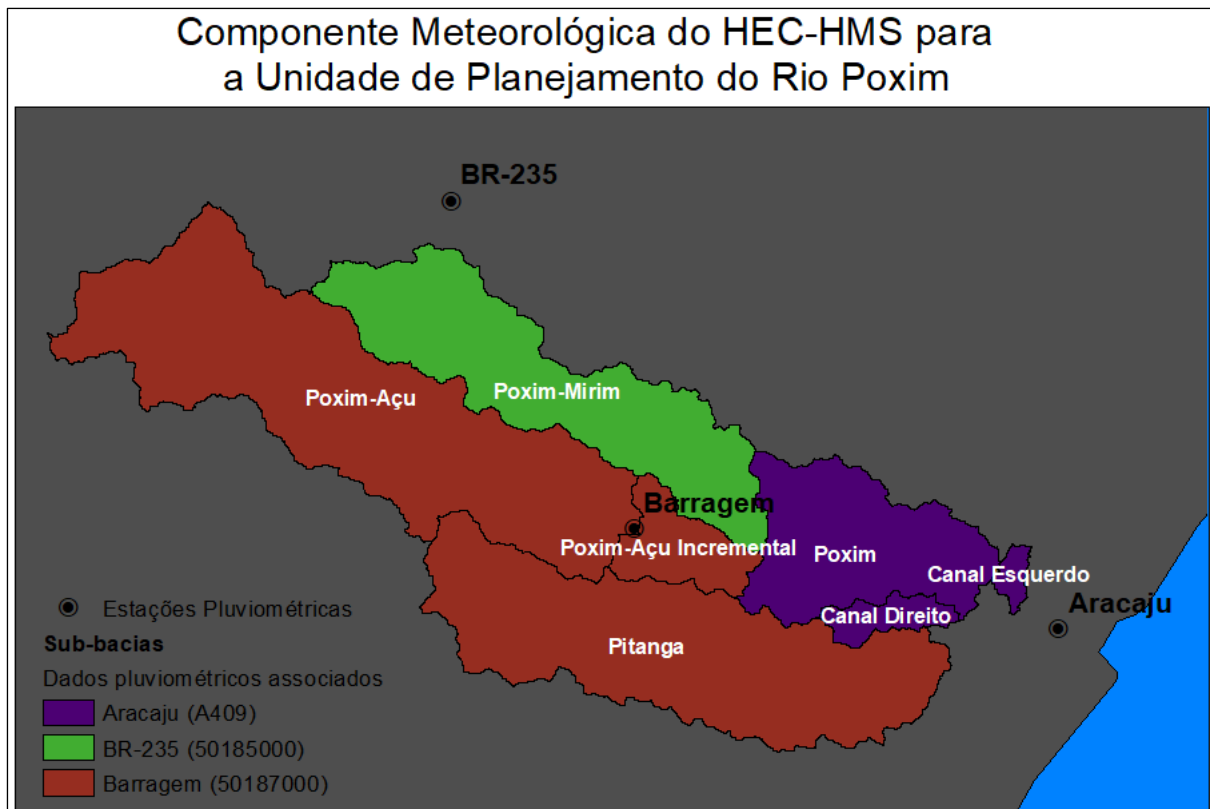 Componente Meteorológica do HEC-HMS para
a Unidade de Planejamento do Rio Poxim
BR-235
Poxim-Açu
Poxim-Mirim
Barragem
Poxim-Açu Incremental
Poxim
Canal Esquerdo
Aracaju
Canal Direito
Pitanga
Estações Pluviométricas
Sub-bacias
Dados pluviométricos associados
Aracaju (A409)
BR-235 (50185000)
Barragem (50187000)